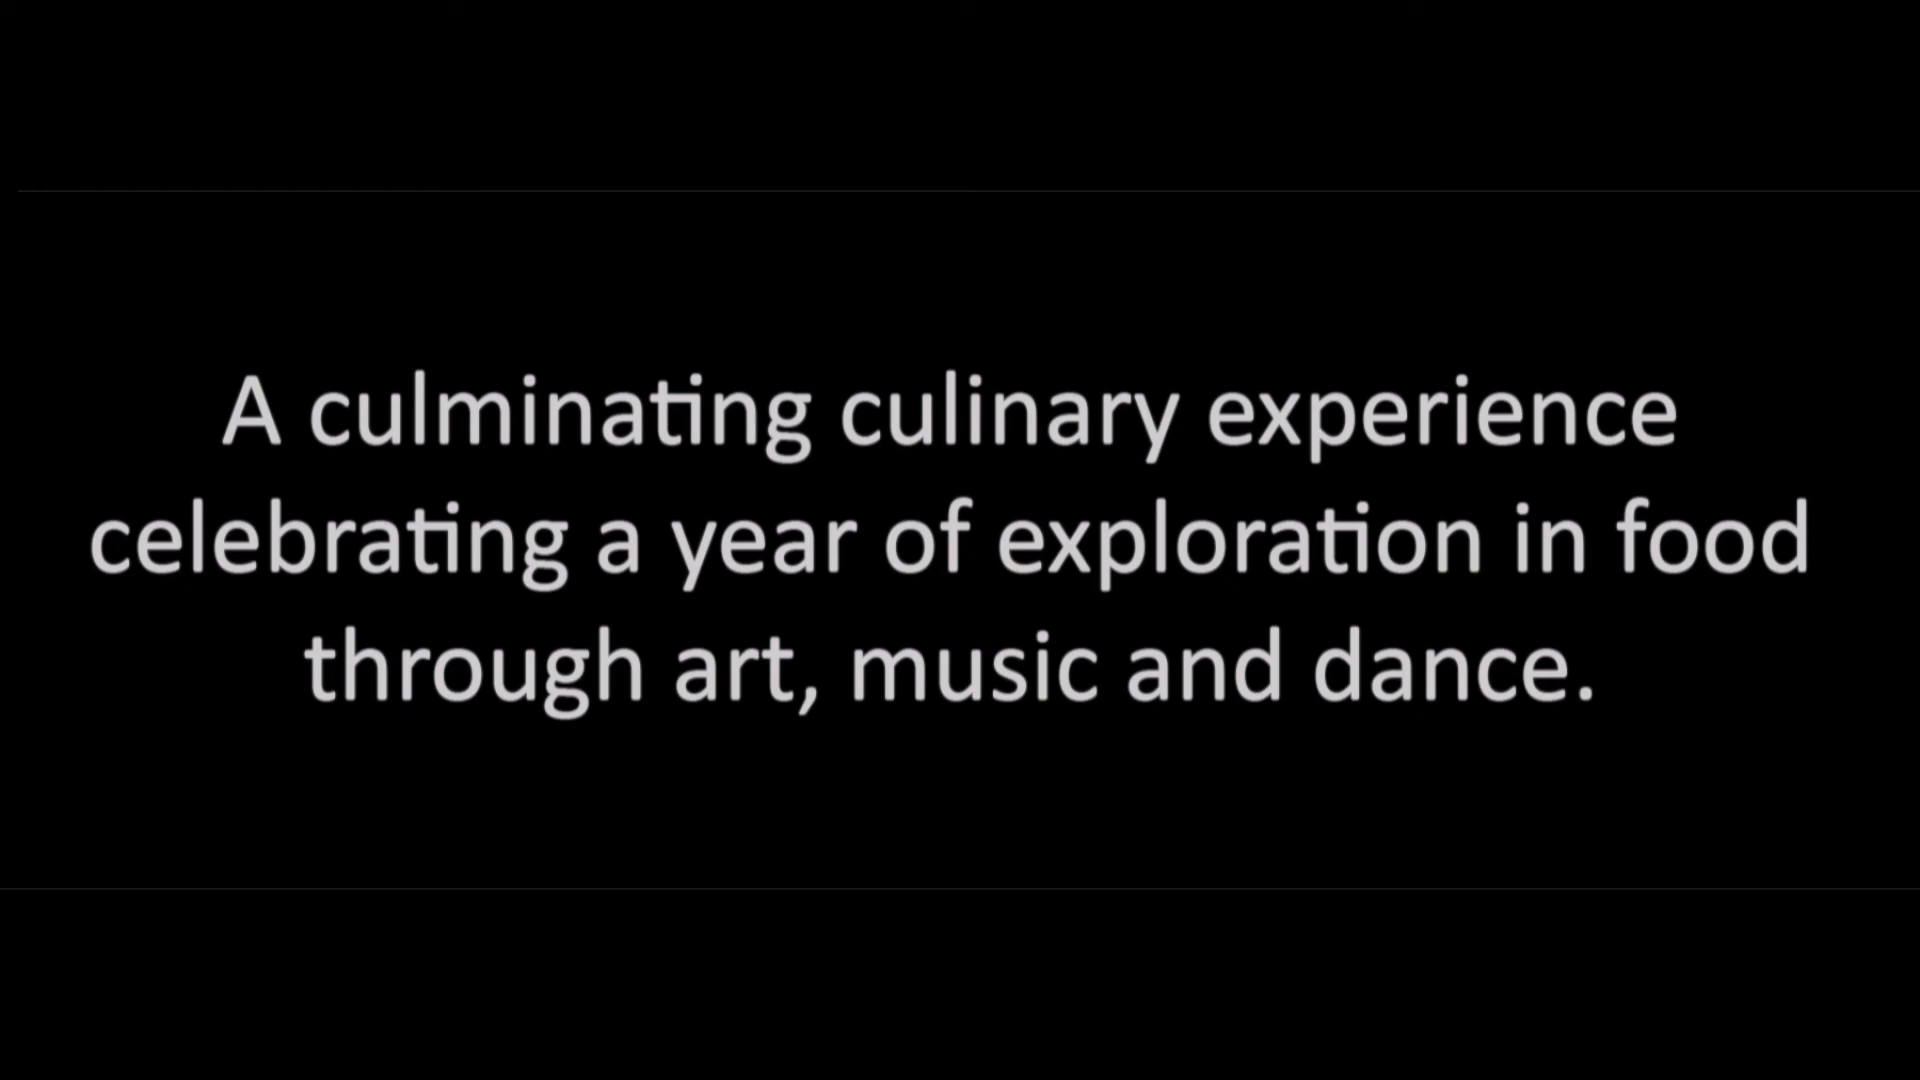 A culminating culinary experience
celebrating a year of exploration in food
through art, music and dance.